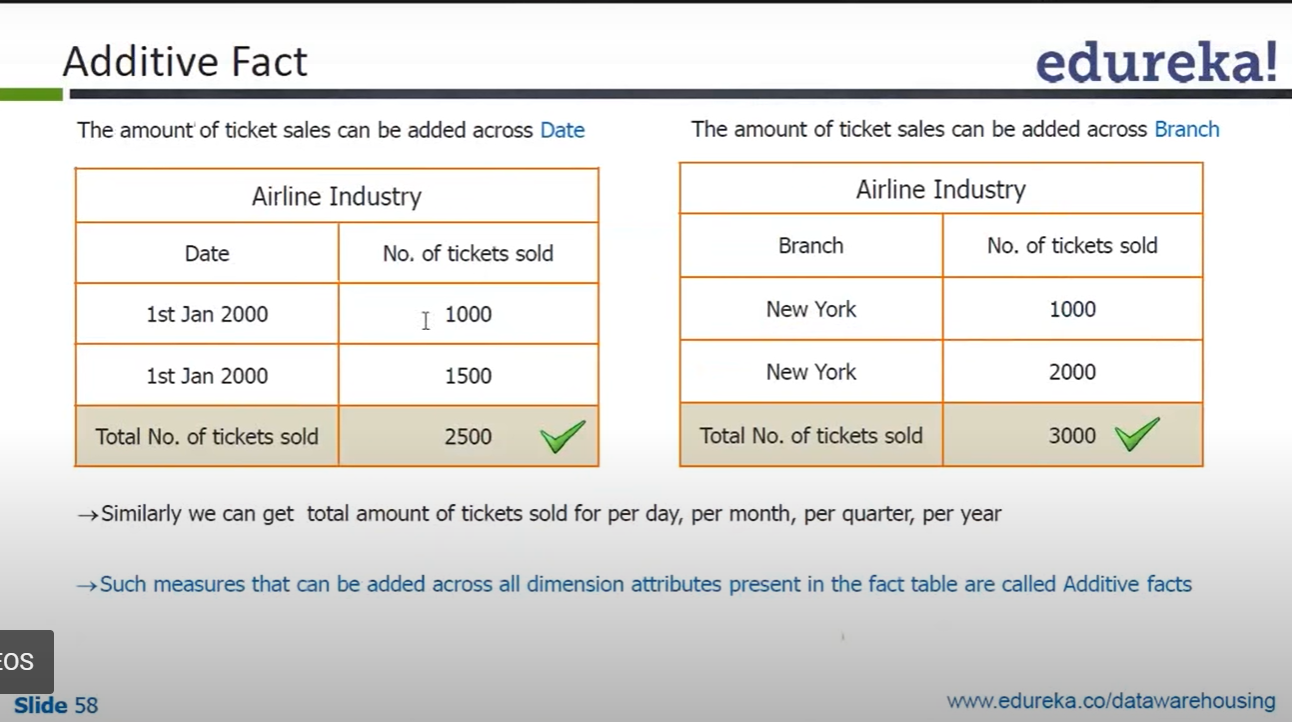 Additive Fact
edureka!
The amount of ticket sales can be added across Date
Airline Industry
Date No. of tickets sold
1st Jan 2000 1000
1st Jan 2000 1500
Total No. of tickets sold 2500
The amount of ticket sales can be added across Branch
Airline Industry
Branch No. of tickets sold
New York 1000
New York 2000
Total No. of tickets sold 3000
→Similarly we can get total amount of tickets sold for per day, per month, per quarter, per year
→Such measures that can be added across all dimension attributes present in the fact table are called Additive facts
EOS
Slide 58
www.edureka.co/datawarehousing